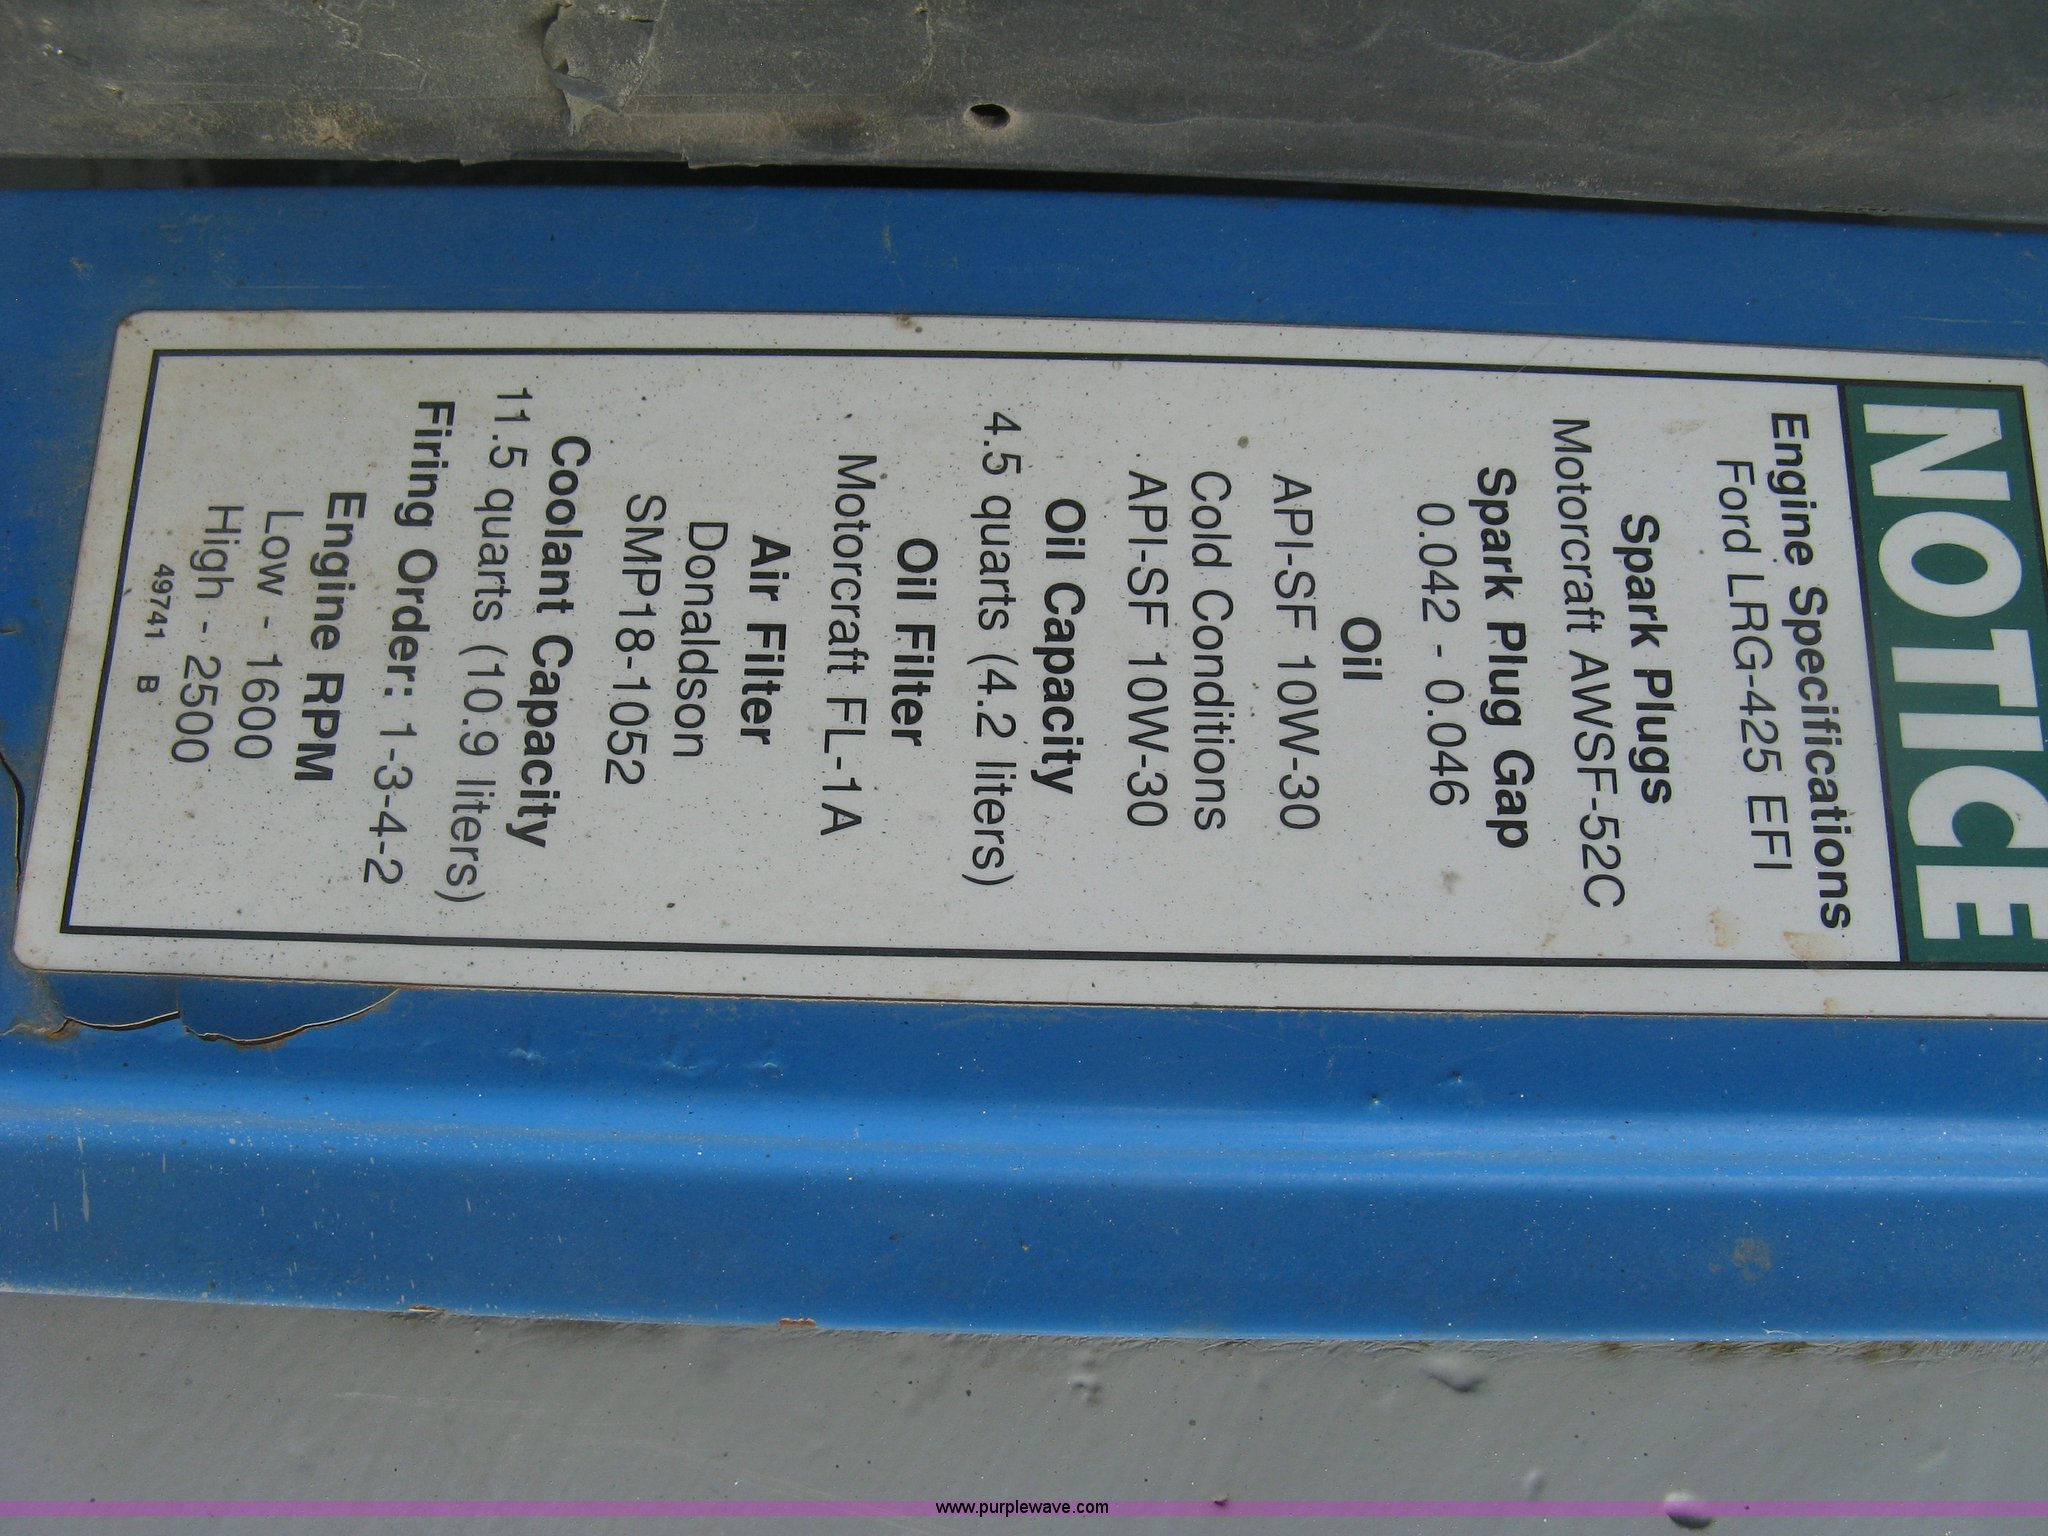 NOTICE
Engine Specifications
Ford LRG-425 EFI
Spark Plugs
Motorcraft AWSF-52C
Spark Plug Gap
0.042 - 0.046
Oil
API-SF 10W-30
Cold Conditions
API-SF 10W-30
Oil Capacity
4.5 quarts (4.2 liters)
Oil Filter
Motorcraft FL-1A
Air Filter
Donaldson
SMP18-1052
Coolant Capacity
11.5 quarts (10.9 liters)
Firing Order: 1-3-4-2
Engine RPM
Low - 1600
High - 2500
49741 B
www.purplewave.com